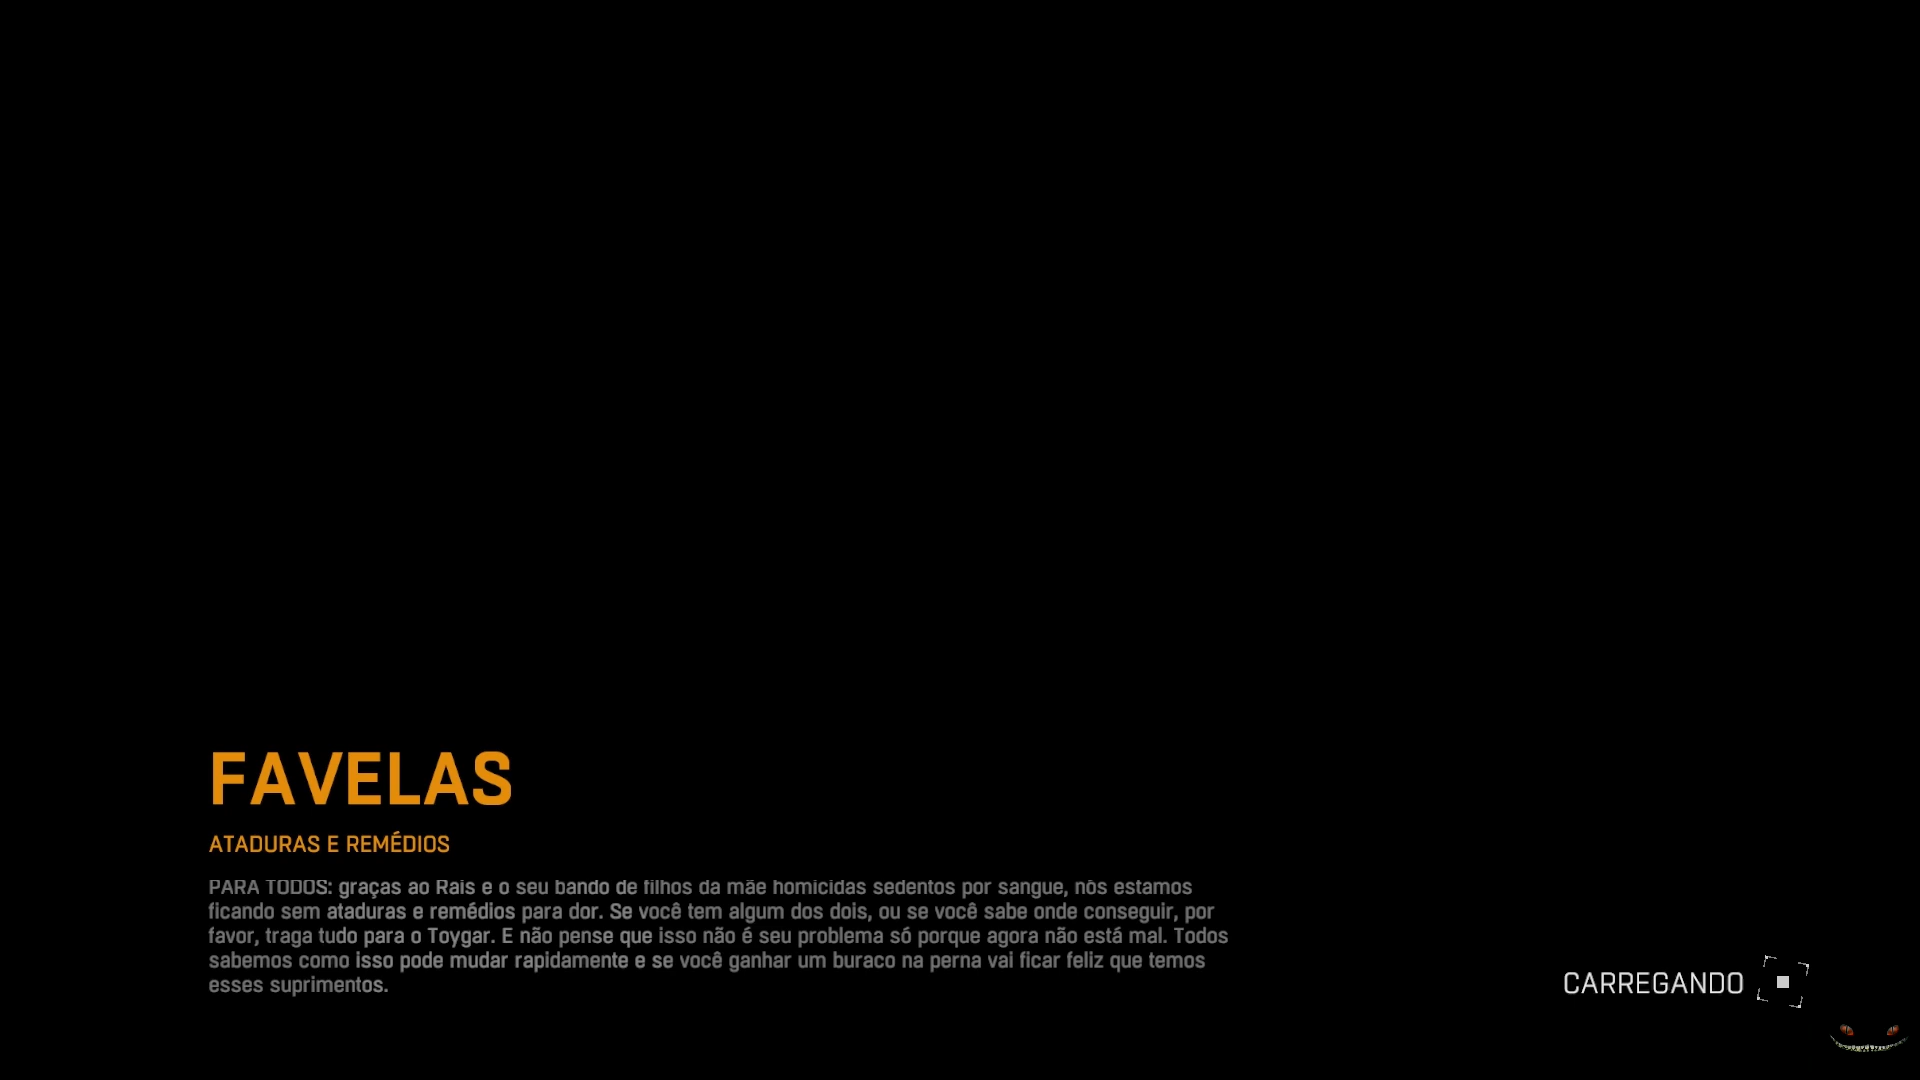 FAVELAS
ATADURAS E REMÉDIOS
PARA TODOS: graças ao Rais e o seu bando de filhos da mãe homicidas sedentos por sangue, nós estamos
ficando sem ataduras e remédios para dor. Se você tem algum dos dois, ou se você sabe onde conseguir, por
favor, traga tudo para o Toygar. E não pense que isso não é seu problema só porque agora não está mal. Todos
sabemos como isso pode mudar rapidamente e se você ganhar um buraco na perna vai ficar feliz que temos
esses suprimentos.
CARREGANDO